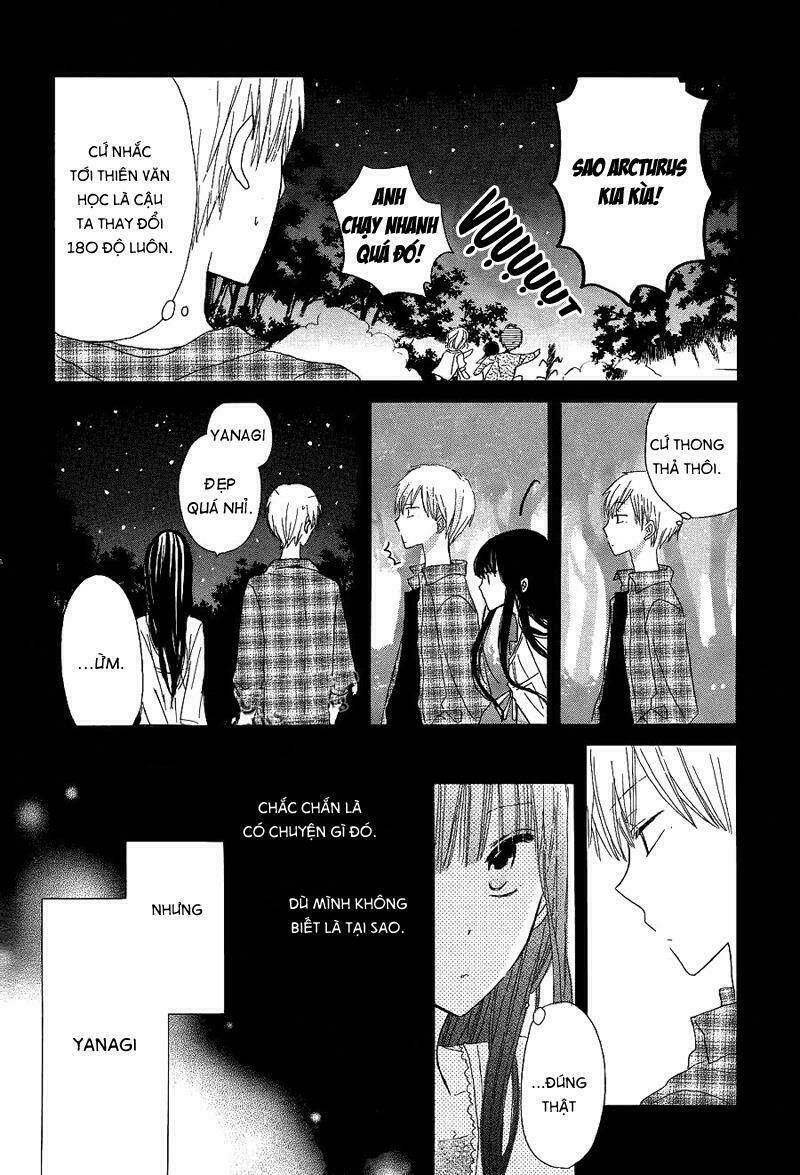 SAO ARCTURUS
KIA KÌA!
VỤỤỤỤỤT
ANH
CHẠY NHANH
QUÁ ĐÓ!
CỨ NHẮC
TỚI THIÊN VĂN
HỌC LÀ CẬU
TA THAY ĐỔI
180 ĐỘ LUÔN.
CỨ THONG
THẢ THÔI.
YANAGI
ĐẸP
QUÁ NHỈ.
...ỪM.
...ĐÚNG
THẬT
CHẮC CHẮN LÀ
CÓ CHUYỆN GÌ ĐÓ.
DÙ MÌNH KHÔNG
BIẾT LÀ TẠI SAO.
NHƯNG
YANAGI